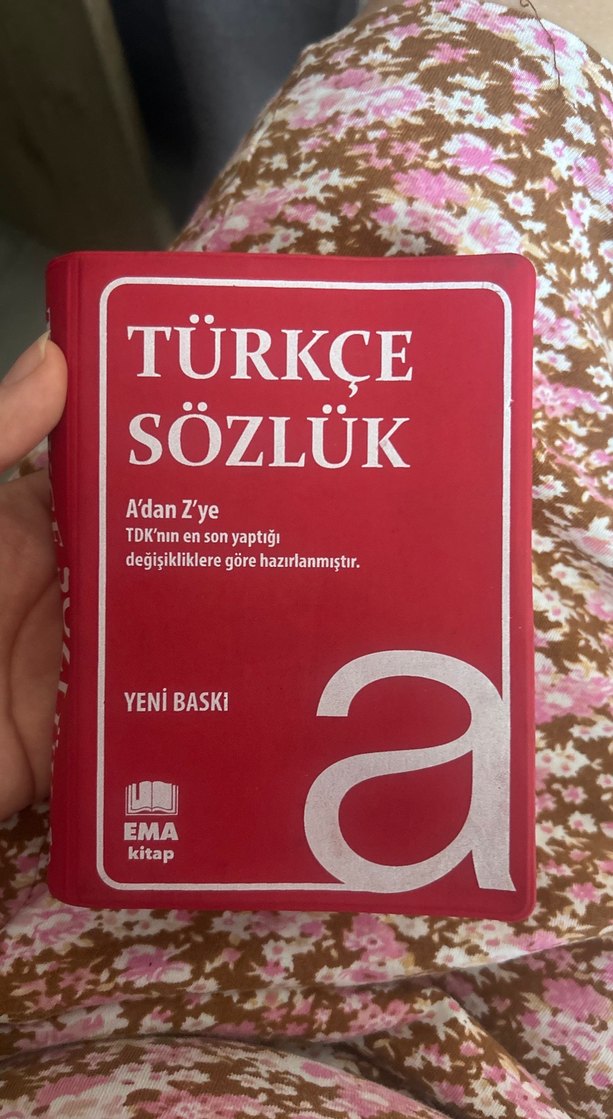 TÜRKÇE
SÖZLÜK
A'dan Z'ye
TDK'nın en son yaptığı
değişikliklere göre hazırlanmıştır.
YENİ BASKI
a
EMA
kitap